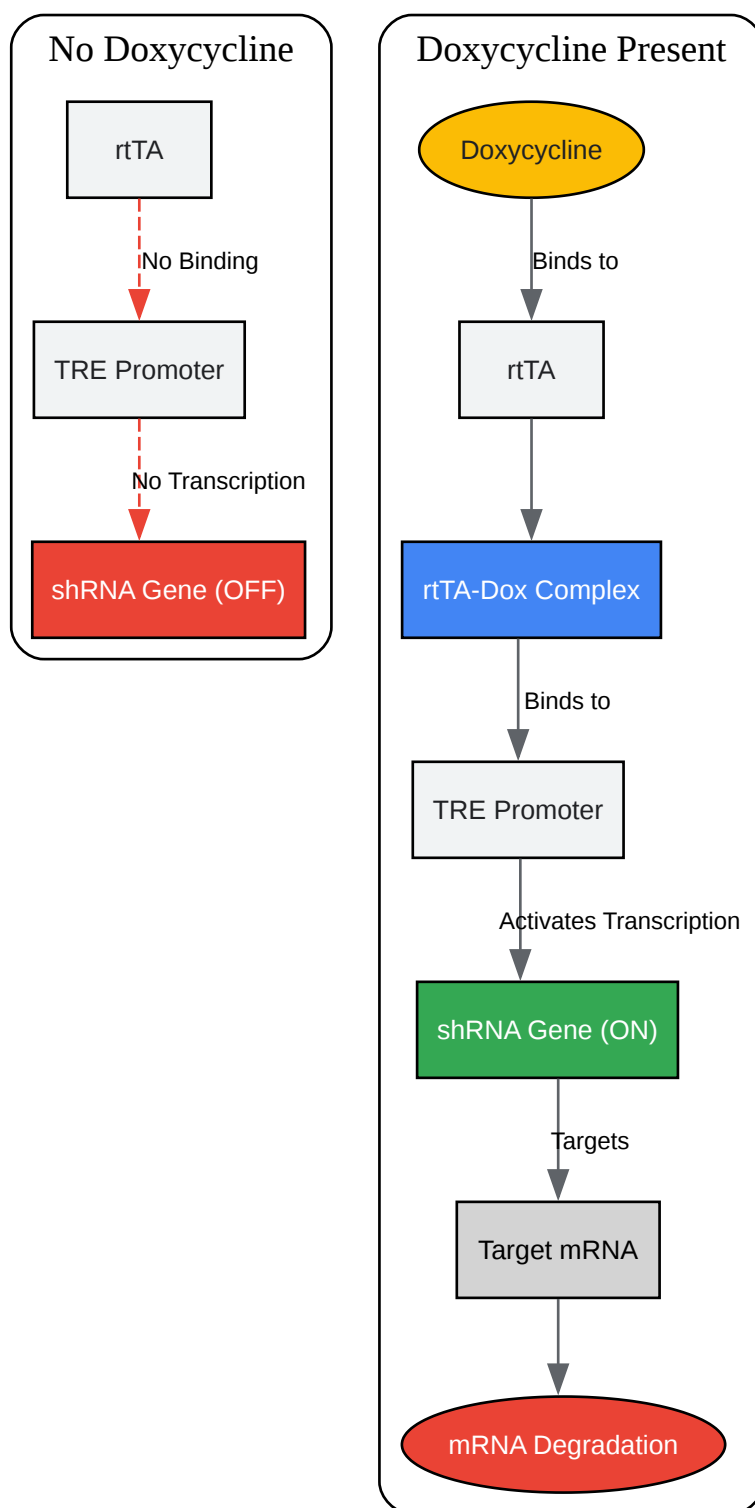 No Doxycycline
rtTA
No Binding
TRE Promoter
No Transcription
shRNA Gene (OFF)
Doxycycline Present
Doxycycline
Binds to
rtTA
rtTA-Dox Complex
Binds to
TRE Promoter
Activates Transcription
shRNA Gene (ON)
Targets
Target mRNA
mRNA Degradation